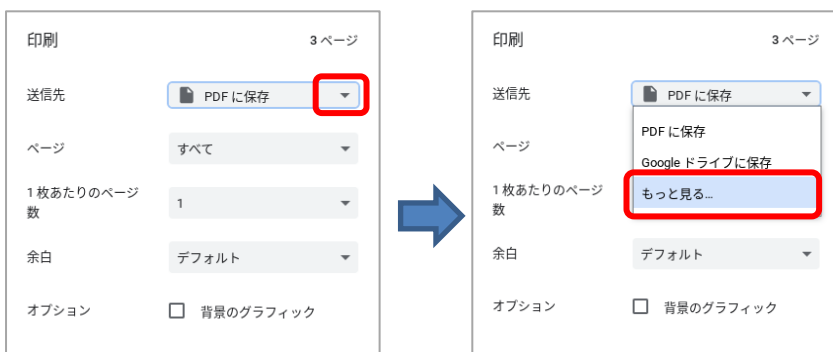 印刷 3 ページ
送信先 PDF に保存
ページ すべて
1 枚あたりのページ
数 1
余白 デフォルト
オプション 背景のグラフィック
印刷 3 ページ
送信先 PDF に保存
PDF に保存
ページ
Google ドライブに保存
1 枚あたりのページ
数
もっと見る...
余白 デフォルト
オプション 背景のグラフィック